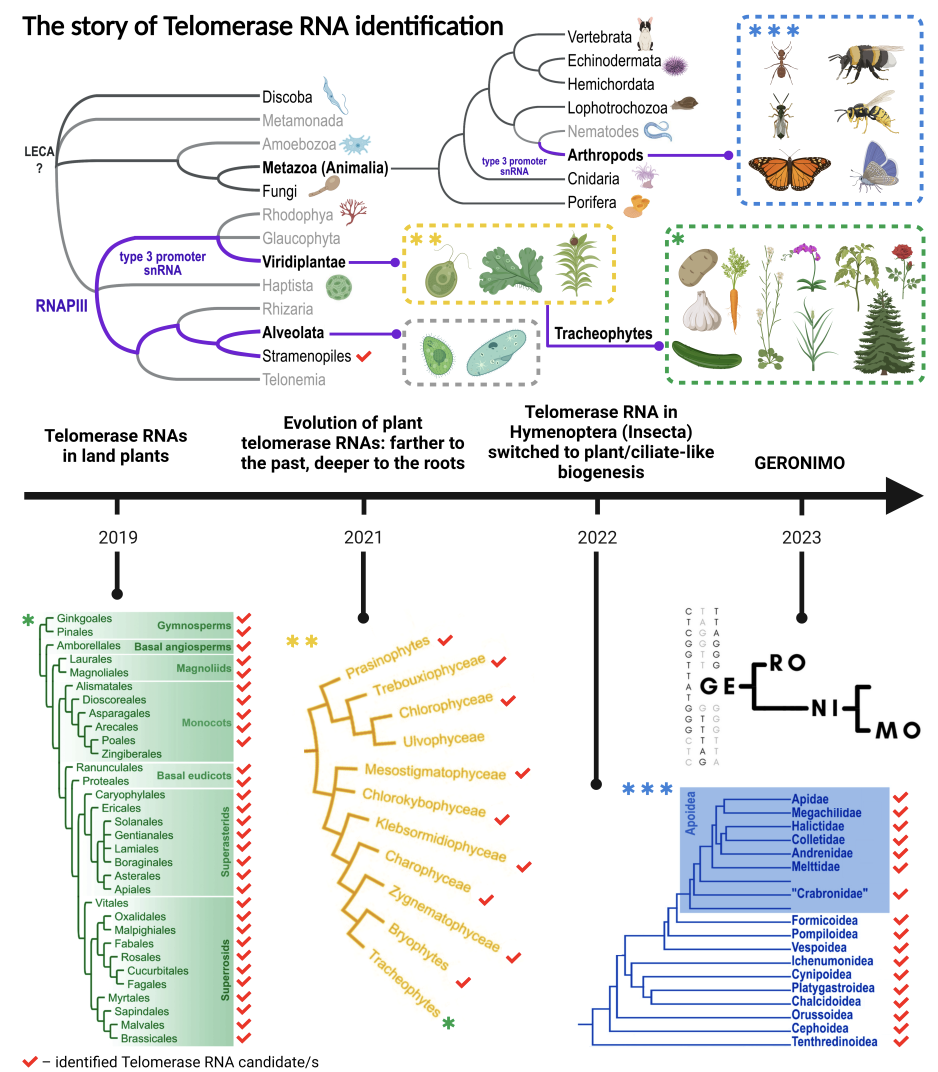 The story of Telomerase RNA identification
LECA
?
Discoba
Metamonada
Amoebozoa
Metazoa (Animalia)
Fungi
Rhodophya
Glaucophyta
Viridiplantae
Haptista
Rhizaria
Alveolata
Stramenopiles
Telonemia
type 3 promoter
snRNA
RNAPIII
Vertebrata
Echinodermata
Hemichordata
Lophotrochozoa
Nematodes
Arthropods
Cnidaria
Porifera
type 3 promoter
snRNA
***
**
*
Tracheophytes
Telomerase RNAs
in land plants
Evolution of plant
telomerase RNAs: farther to
the past, deeper to the roots
Telomerase RNA in
Hymenoptera (Insecta)
switched to plant/ciliate-like
biogenesis
GERONIMO
2019
2021
2022
2023
*
Ginkgoales
Pinales
Gymnosperms
Amborellales
Basal angiosperms
Laurales
Magnoliales
Magnoliids
Alismatales
Dioscoreales
Asparagales
Arecales
Poales
Zingiberales
Monocots
Ranunculales
Proteales
Basal eudicots
Caryophylales
Ericales
Solanales
Gentianales
Lamiales
Boraginales
Asterales
Apiales
Superasterids
Vitales
Oxalidales
Malpighiales
Fabales
Rosales
Cucurbitales
Fagales
Myrtales
Sapindales
Malvales
Brassicales
Superrosids
– identified Telomerase RNA candidate/s
**
Prasinophytes
Trebouxiophyceae
Chlorophyceae
Ulvophyceae
Mesostigmatophyceae
Chlorokybophyceae
Klebsormidiophyceae
Charophyceae
Zygnematophyceae
Bryophytes
Tracheophytes
*
GE
RO
NI
MO
***
Apoidea
Apidae
Megachilidae
Halictidae
Colletidae
Andrenidae
Melttidae
"Crabronidae"
Formicoidea
Pompiloidea
Vespoidea
Ichenumonidea
Cynipoidea
Platygastroidea
Chalcidoidea
Orussoidea
Cephoidea
Tenthredinoidea